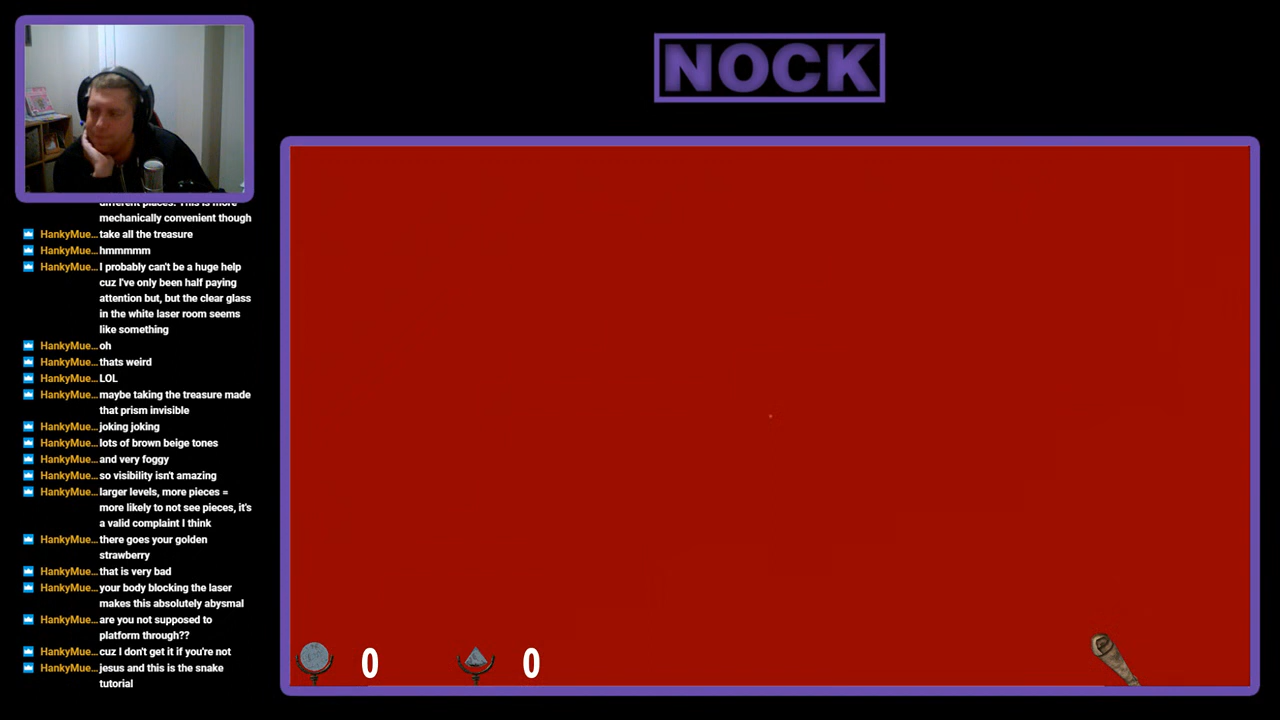 NOCK
different places. This is more
mechanically convenient though
HankyMue... take all the treasure
HankyMue... hmmmmm
HankyMue... I probably can't be a huge help
cuz I've only been half paying
attention but, but the clear glass
in the white laser room seems
like something
HankyMue... oh
HankyMue... thats weird
HankyMue... LOL
HankyMue... maybe taking the treasure made
that prism invisible
HankyMue... joking joking
HankyMue... lots of brown beige tones
HankyMue... and very foggy
HankyMue... so visibility isn't amazing
HankyMue... larger levels, more pieces =
more likely to not see pieces, it's
a valid complaint I think
HankyMue... there goes your golden
strawberry
HankyMue... that is very bad
HankyMue... your body blocking the laser
makes this absolutely abysmal
HankyMue... are you not supposed to
platform through??
HankyMue... cuz I don't get it if you're not
HankyMue... jesus and this is the snake
tutorial
0 0